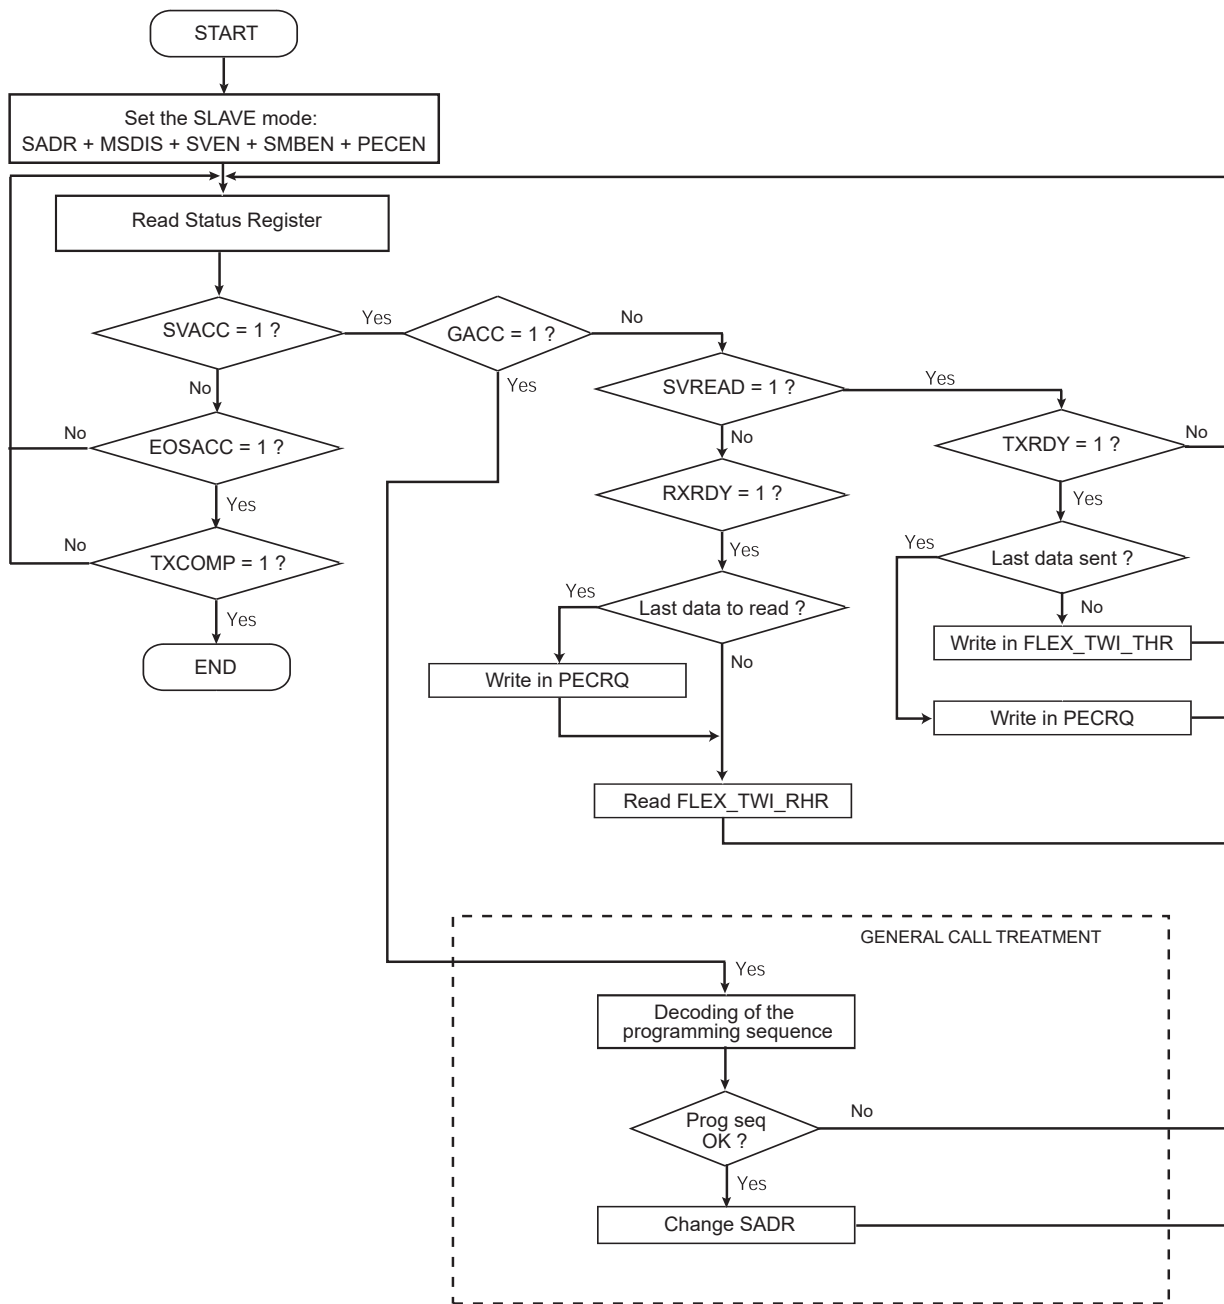 START
Set the SLAVE mode:
SADR + MSDIS + SVEN + SMBEN + PECEN
Read Status Register
SVACC = 1 ?
Yes
GACC = 1 ?
No
No
Yes
SVREAD = 1 ?
Yes
No
EOSACC = 1 ?
No
TXRDY = 1 ?
No
Yes
RXRDY = 1 ?
Yes
No
TXCOMP = 1 ?
Yes
Yes
Last data sent ?
Yes
Yes
Last data to read ?
No
Yes
END
No
Write in FLEX_TWI_THR
Write in PECRQ
Write in PECRQ
Read FLEX_TWI_RHR
GENERAL CALL TREATMENT
Yes
Decoding of the
programming sequence
Prog seq
OK ?
No
Yes
Change SADR